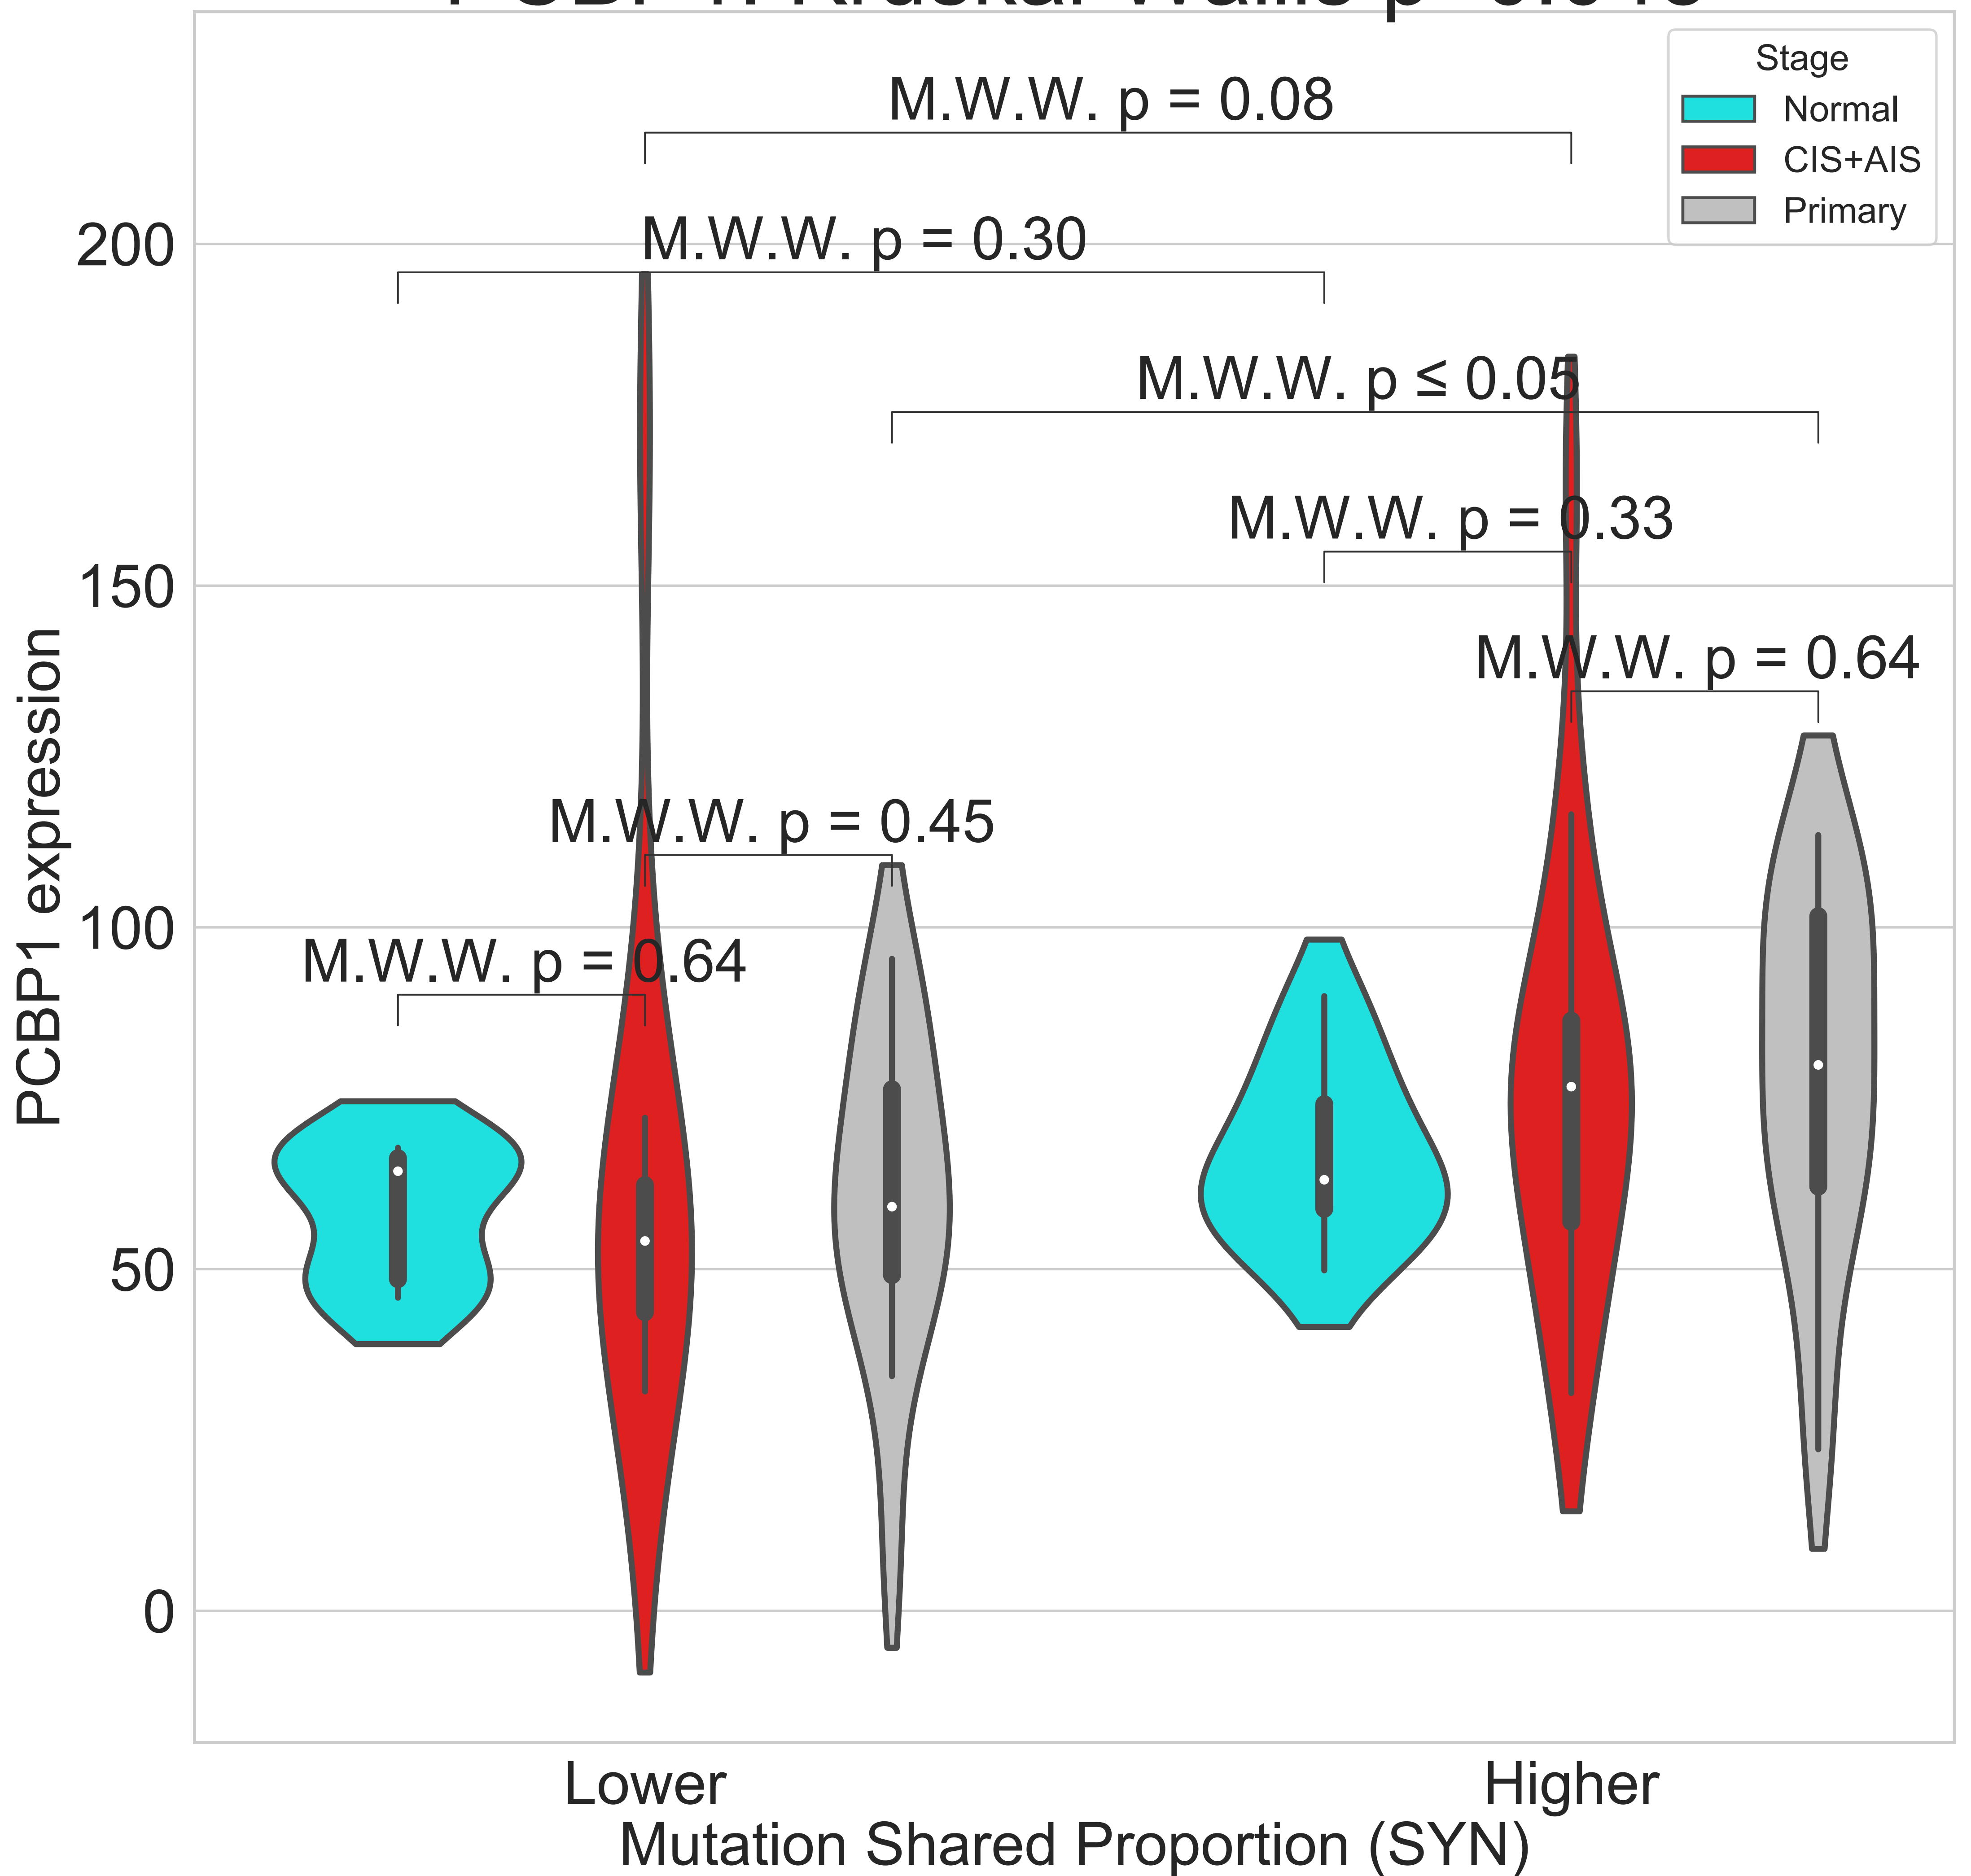 Stage
Normal
CIS+AIS
Primary
M.W.W. p = 0.08
M.W.W. p = 0.30
M.W.W. p ≤ 0.05
M.W.W. p = 0.33
M.W.W. p = 0.64
M.W.W. p = 0.45
M.W.W. p = 0.64
200
150
100
50
0
PCBP1 expression
Lower
Higher
Mutation Shared Proportion (SYN)